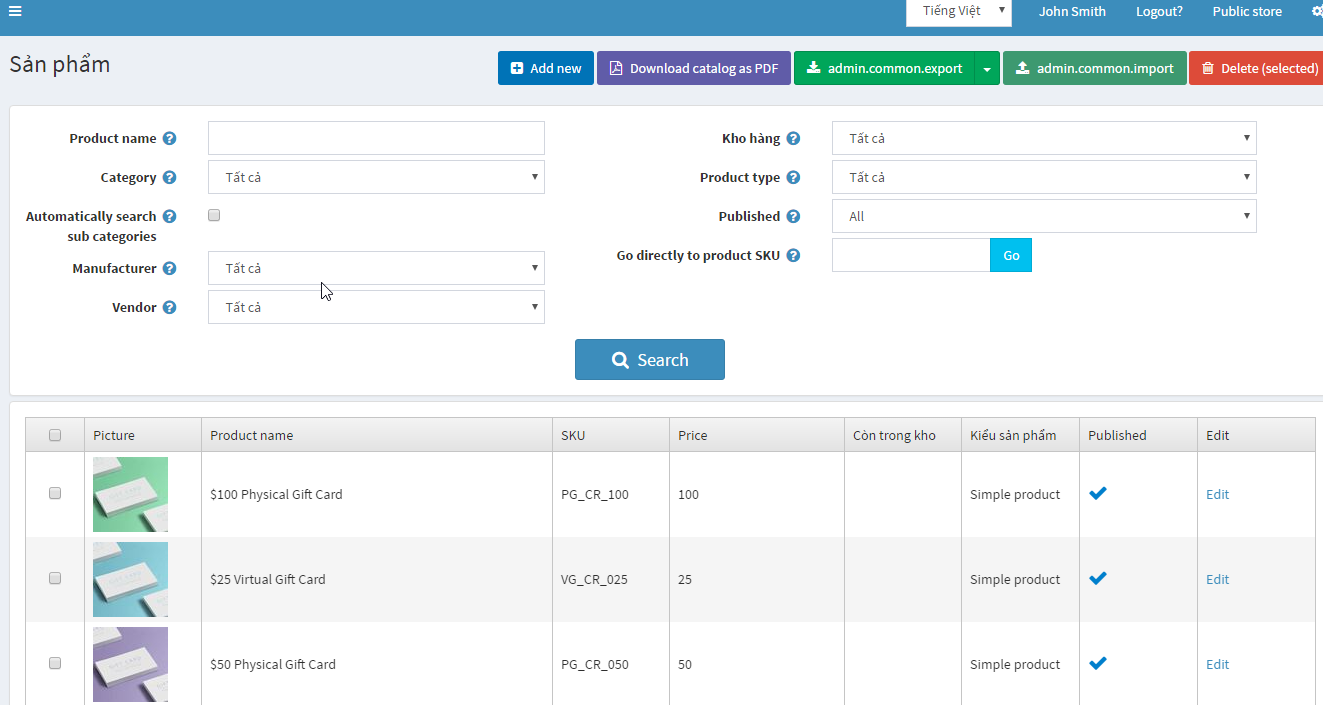 Tiếng Việt
John Smith
Logout?
Public store
Sản phẩm
Add new
Download catalog as PDF
admin.common.export
admin.common.import
Delete (selected)
Product name
Kho hàng
Tất cả
Category
Tất cả
Product type
Tất cả
Automatically search
sub categories
Published
All
Go directly to product SKU
Go
Manufacturer
Tất cả
Vendor
Tất cả
Search
Picture
Product name
SKU
Price
Còn trong kho
Kiểu sản phẩm
Published
Edit
$100 Physical Gift Card
PG_CR_100
100
Simple product
Edit
$25 Virtual Gift Card
VG_CR_025
25
Simple product
Edit
$50 Physical Gift Card
PG_CR_050
50
Simple product
Edit